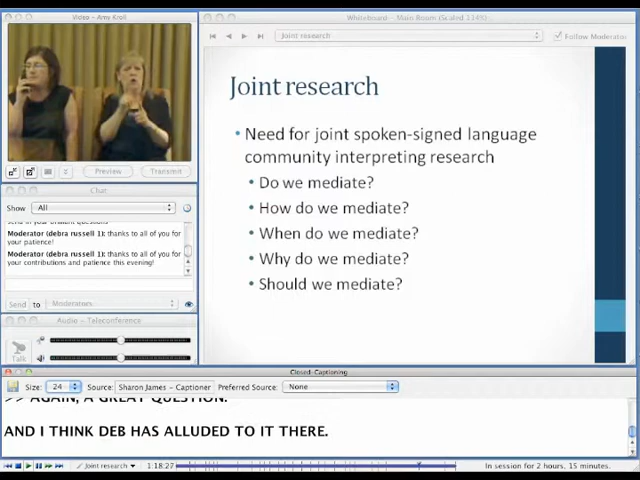 Video - Amy Kroll
Whiteboard - Main Room (Scaled 114%)
Joint research
Follow Moderator
Preview
Transmit
Joint research
• Need for joint spoken-signed language
community interpreting research
• Do we mediate?
• How do we mediate?
• When do we mediate?
• Why do we mediate?
• Should we mediate?
Chat
Show
All
Moderator (debra russell 1): thanks to all of you for
your patience!
Moderator (debra russell 1): thanks to all of you for
your contributions and patience this evening!
Send
to
Moderators
Audio - Teleconference
Talk
Closed-Captioning
Size:
24
Source:
Sharon James - Captioner
Preferred Source:
None
>> AGAIN, A GREAT QUESTION.
AND I THINK DEB HAS ALLUDED TO IT THERE.
Joint research
1:18:27
In session for 2 hours, 15 minutes.